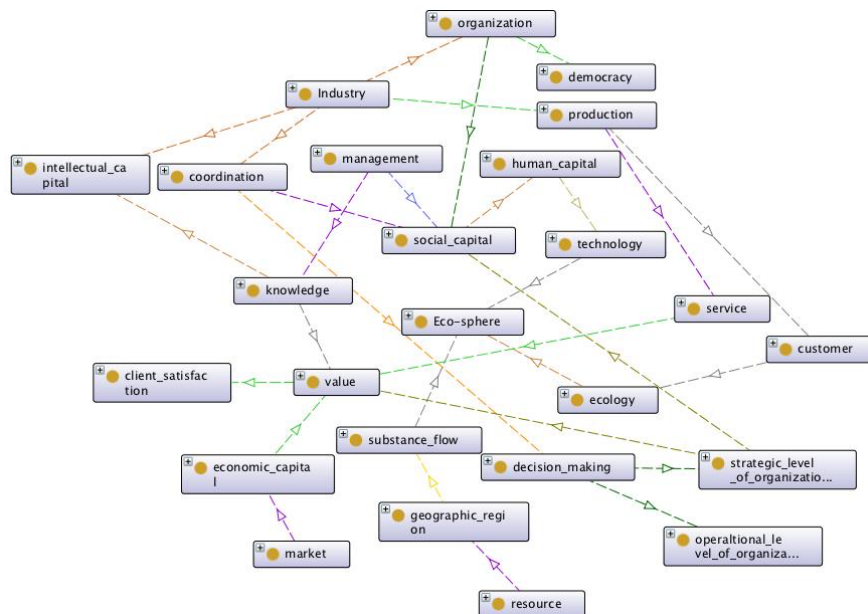 organization
democracy
Industry
production
intellectual_ca
pital
coordination
management
human_capital
social_capital
technology
knowledge
Eco-sphere
service
customer
client_satisfac
tion
value
ecology
substance_flow
economic_capita
l
decision_making
strategic_level
_of_organizatio...
geographic_regi
on
market
operaltional_le
vel_of_organiza...
resource